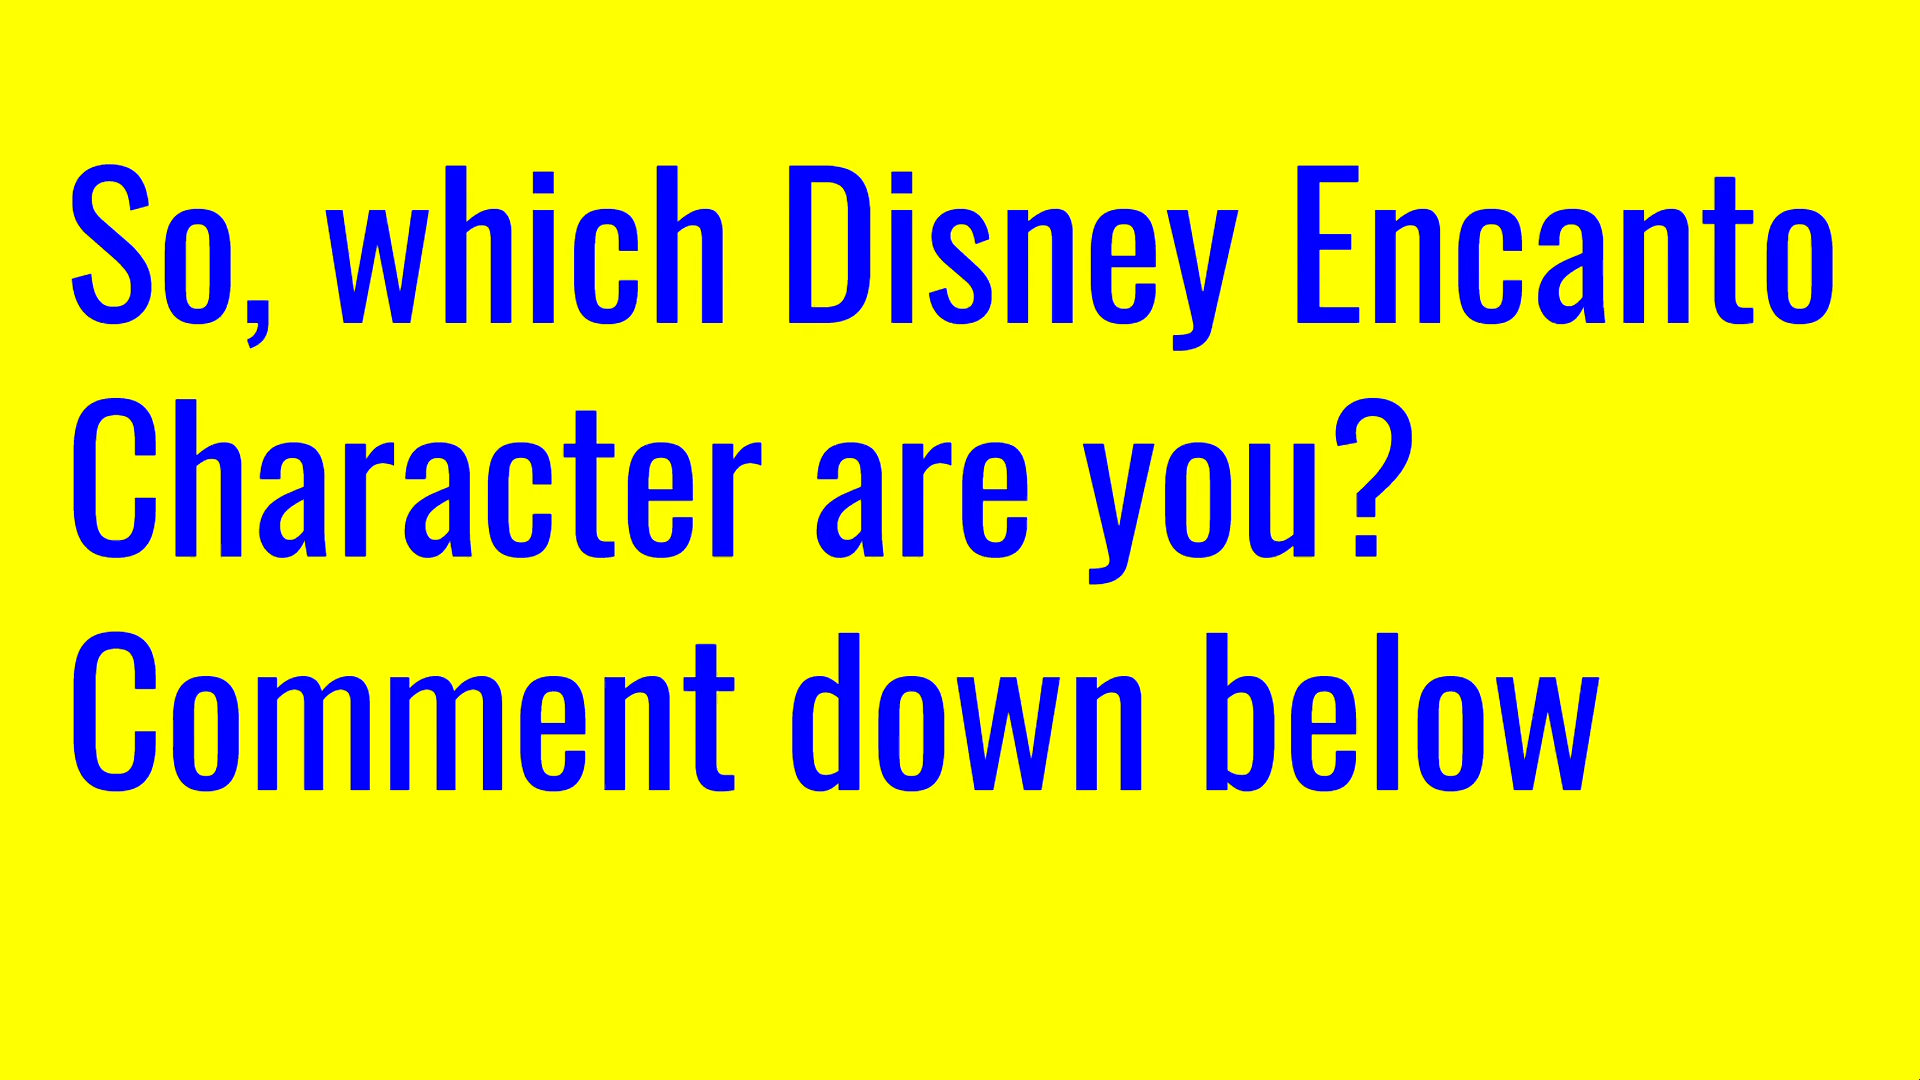 So, which Disney Encanto
Character are you?
Comment down below